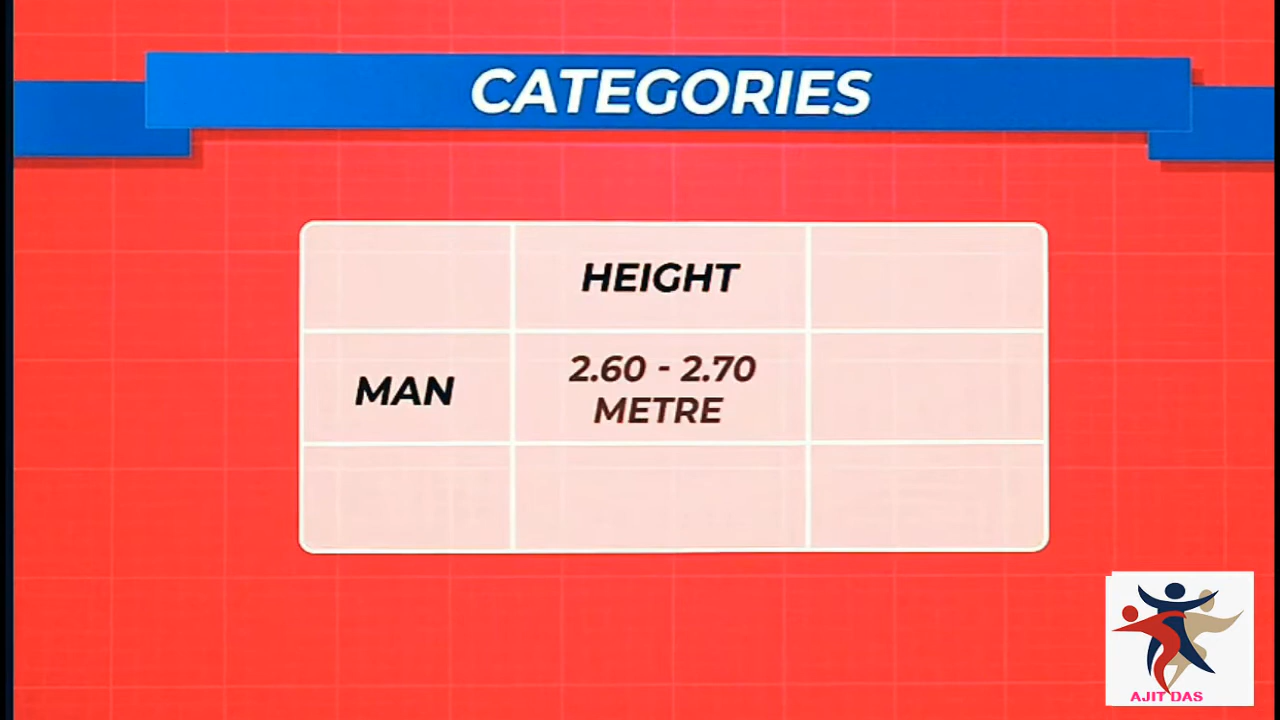 CATEGORIES
HEIGHT
MAN
2.60 - 2.70
METRE
AJIT DAS